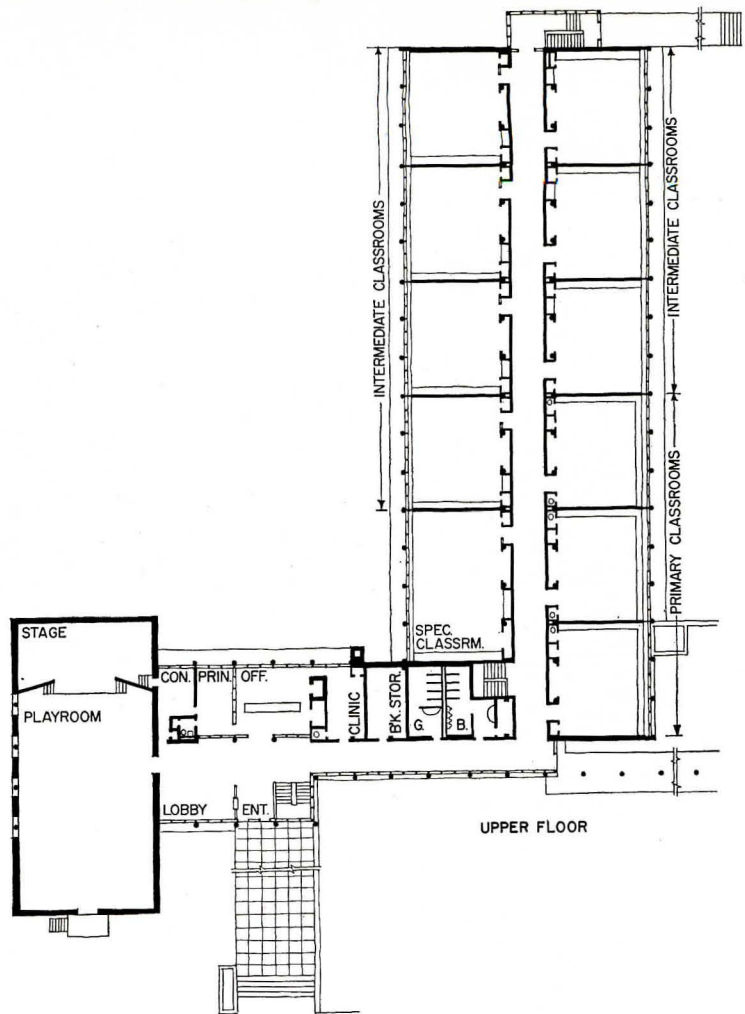 INTERMEDIATE CLASSROOMS
INTERMEDIATE CLASSROOMS
PRIMARY CLASSROOMS
SPEC.
CLASSRM.
STAGE
CON.
PRIN.
OFF.
CLINIC
B'K. STOR.
G.
B.
PLAYROOM
LOBBY
ENT.
UPPER FLOOR